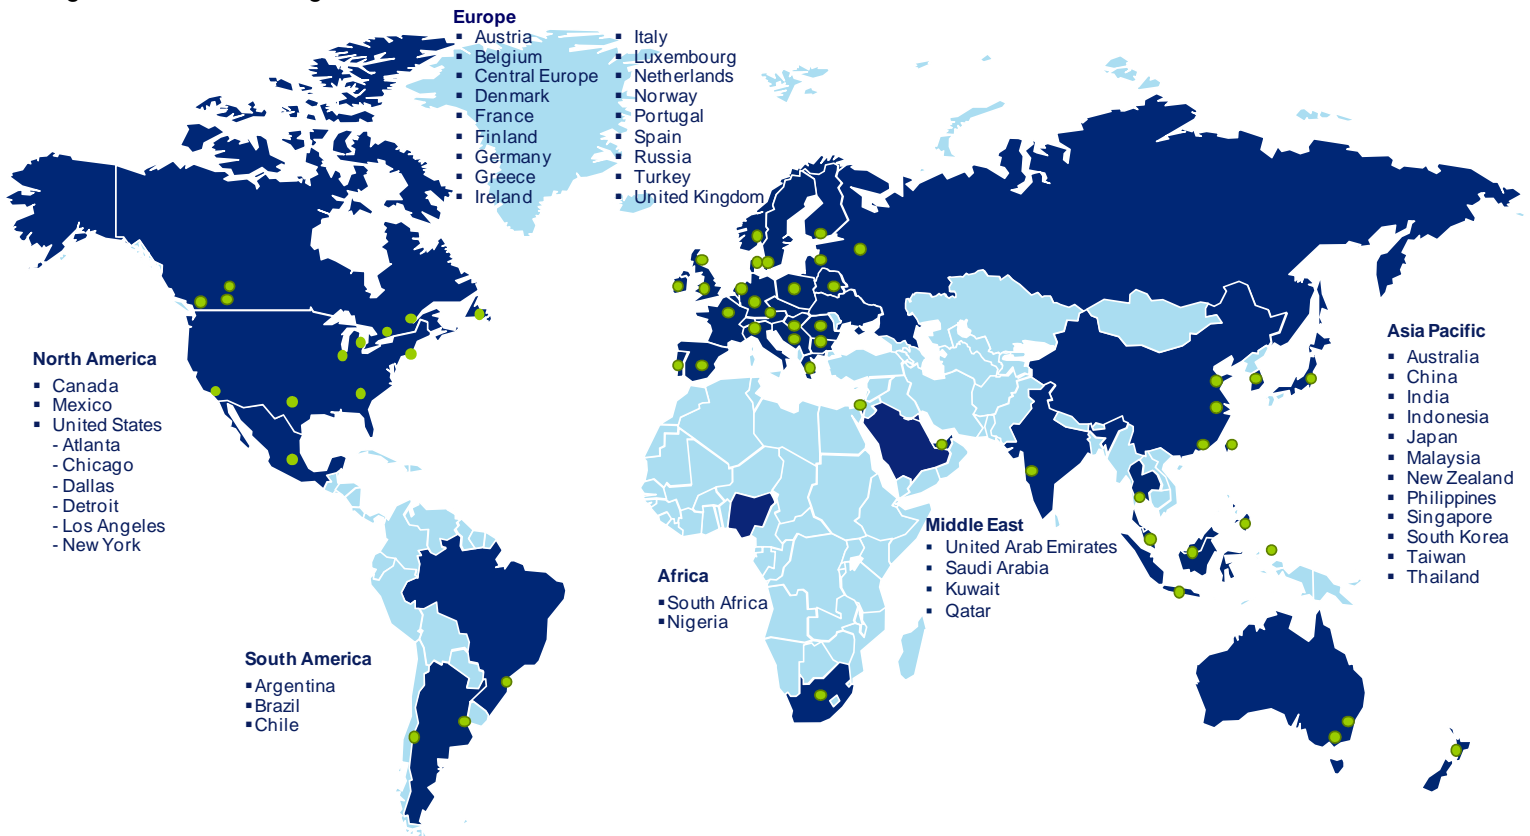 Europe
▪ Austria
▪ Belgium
▪ Central Europe
▪ Denmark
▪ France
▪ Finland
▪ Germany
▪ Greece
▪ Ireland
▪ Italy
▪ Luxembourg
▪ Netherlands
▪ Norway
▪ Portugal
▪ Spain
▪ Russia
▪ Turkey
▪ United Kingdom
North America
▪ Canada
▪ Mexico
▪ United States
- Atlanta
- Chicago
- Dallas
- Detroit
- Los Angeles
- New York
South America
▪Argentina
▪Brazil
▪Chile
Africa
▪South Africa
▪Nigeria
Middle East
▪ United Arab Emirates
▪ Saudi Arabia
▪ Kuwait
▪ Qatar
Asia Pacific
▪ Australia
▪ China
▪ India
▪ Indonesia
▪ Japan
▪ Malaysia
▪ New Zealand
▪ Philippines
▪ Singapore
▪ South Korea
▪ Taiwan
▪ Thailand